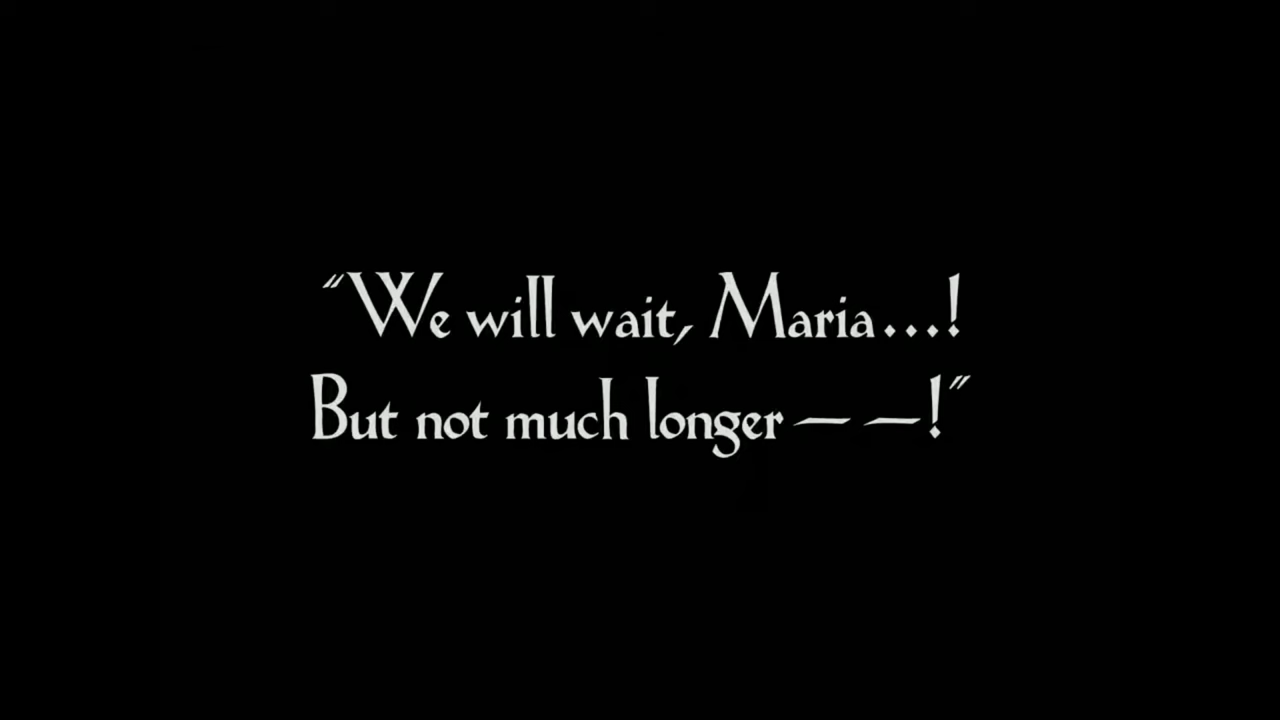 "We will wait, Maria...!
But not much longer — —!"